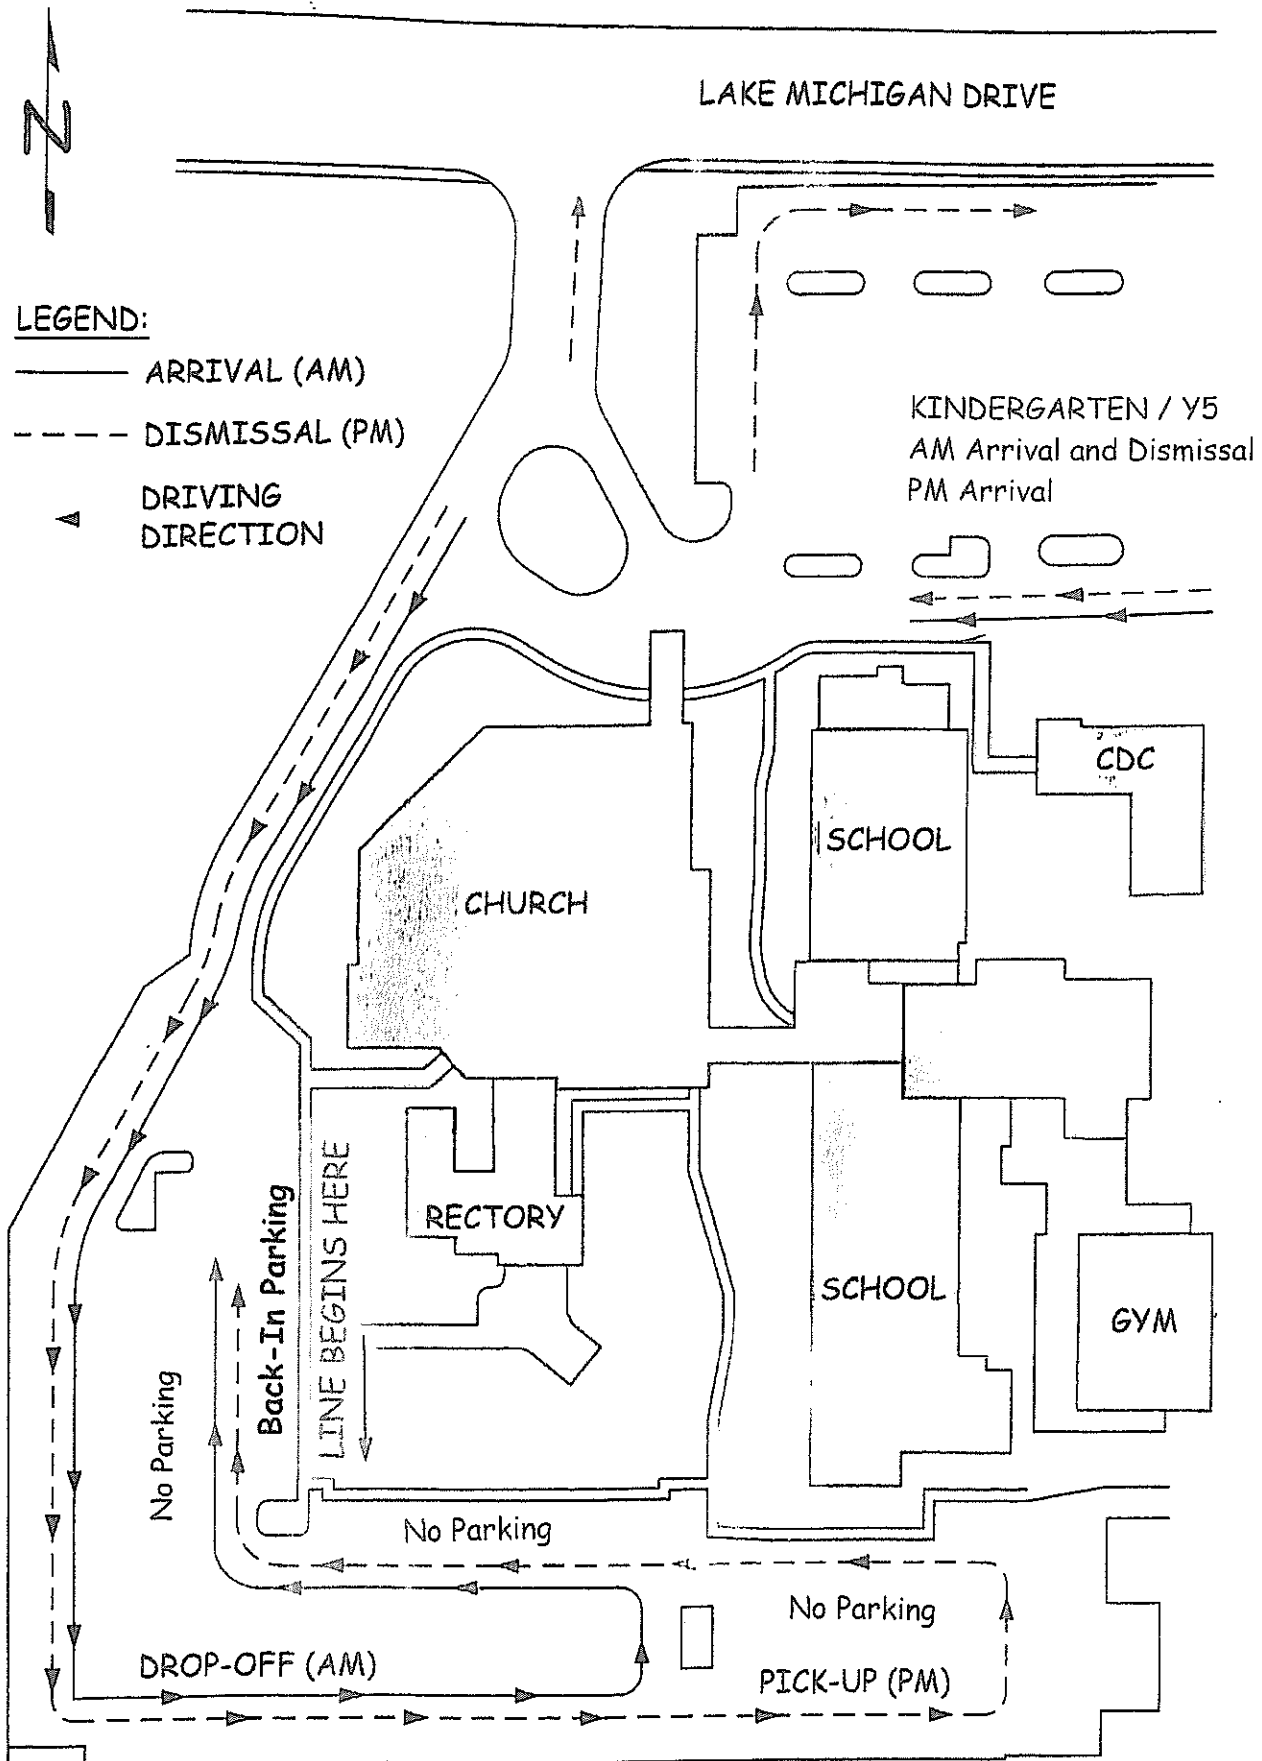 LAKE MICHIGAN DRIVE
N
LEGEND:
ARRIVAL (AM)
DISMISSAL (PM)
DRIVING
DIRECTION
KINDERGARTEN / Y5
AM Arrival and Dismissal
PM Arrival
CDC
SCHOOL
CHURCH
RECTORY
Back-In Parking
LINE BEGINS HERE
SCHOOL
GYM
No Parking
No Parking
No Parking
DROP-OFF (AM)
PICK-UP (PM)